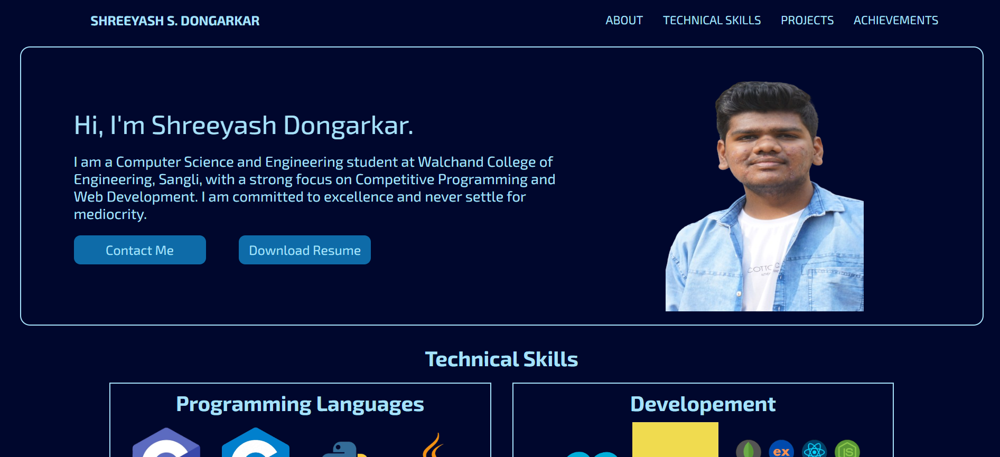 SHREEYASH S. DONGARKAR
ABOUT TECHNICAL SKILLS PROJECTS ACHIEVEMENTS
Hi, I'm Shreeyash Dongarkar.
I am a Computer Science and Engineering student at Walchand College of
Engineering, Sangli, with a strong focus on Competitive Programming and
Web Development. I am committed to excellence and never settle for
mediocrity.
Contact Me
Download Resume
Technical Skills
Programming Languages
Developement
ex
JS